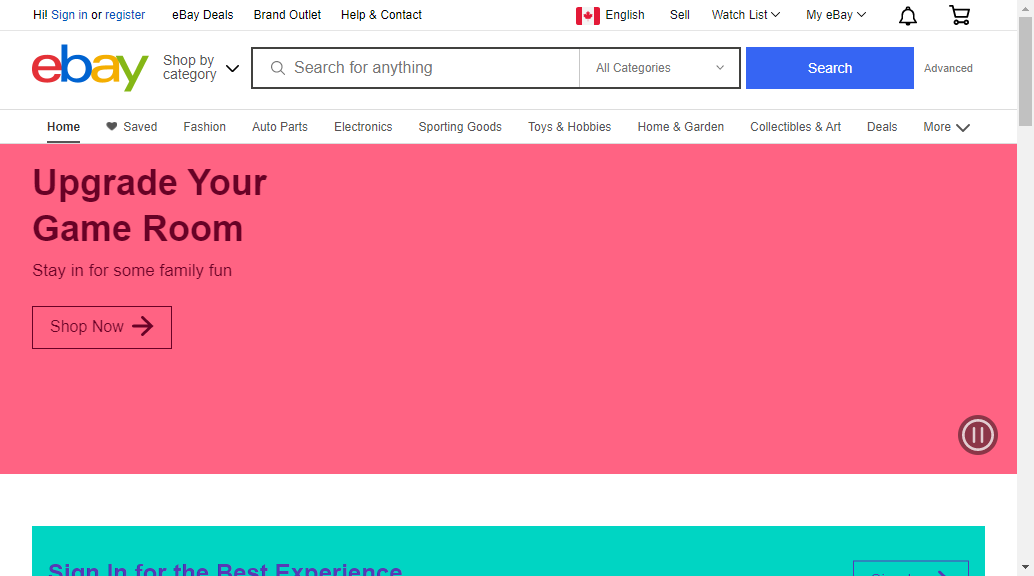 Hi! Sign in or register eBay Deals Brand Outlet Help & Contact English Sell Watch List My eBay
ebay Shop by category Search for anything All Categories Search Advanced
Home Saved Fashion Auto Parts Electronics Sporting Goods Toys & Hobbies Home & Garden Collectibles & Art Deals More
Upgrade Your
Game Room
Stay in for some family fun
Shop Now
Sign In for the Best Experience